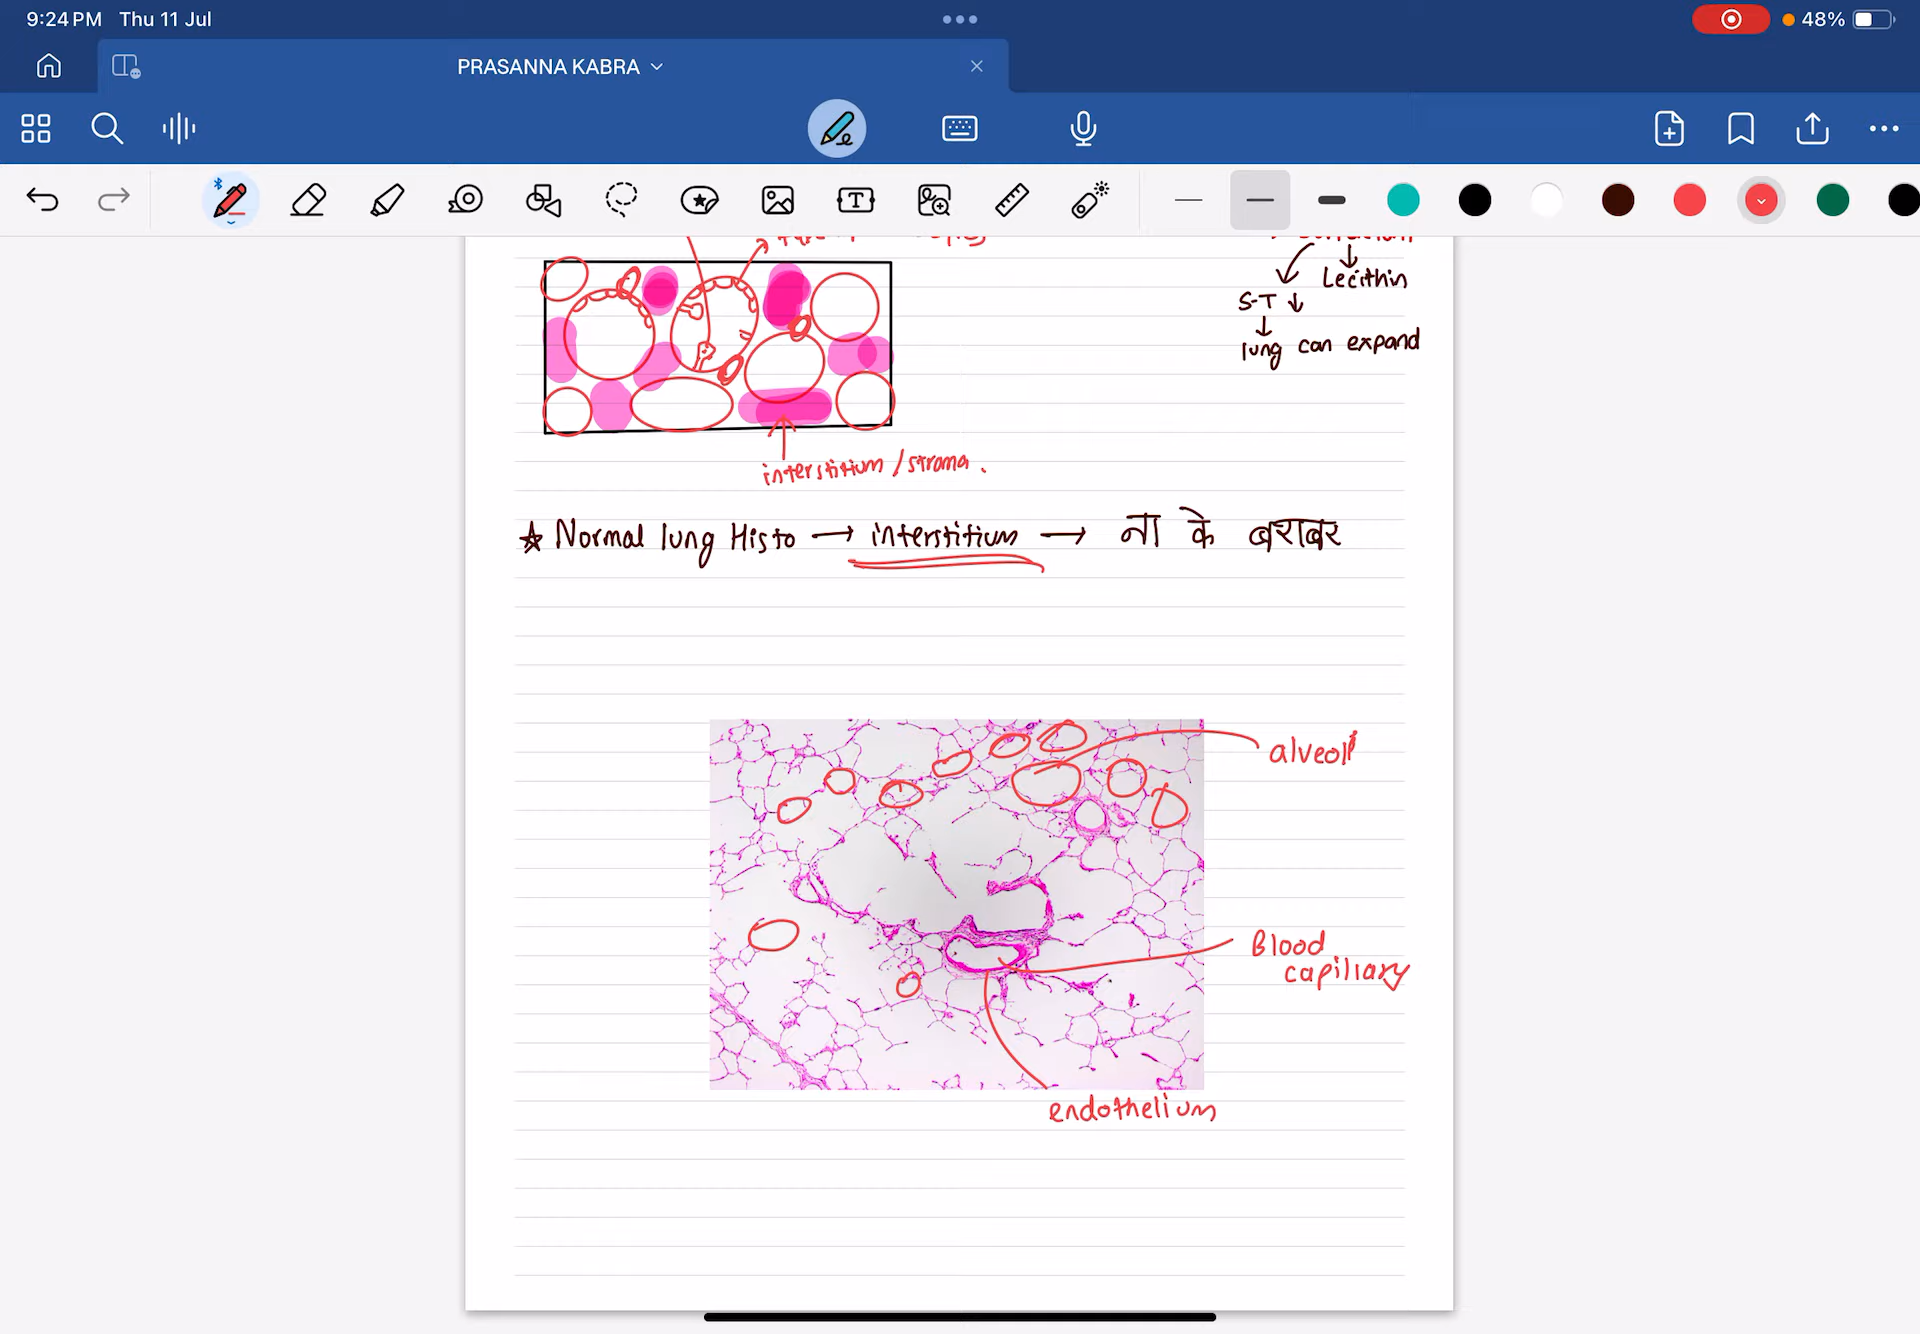 9:24 PM Thu 11 Jul
48%
PRASANNA KABRA
Lecithin
S-T ↓
lung can expand
interstitium / stroma.
☆ Normal lung Histo → interstitium → ना के बराबर
alveoli
Blood
capillary
endothelium